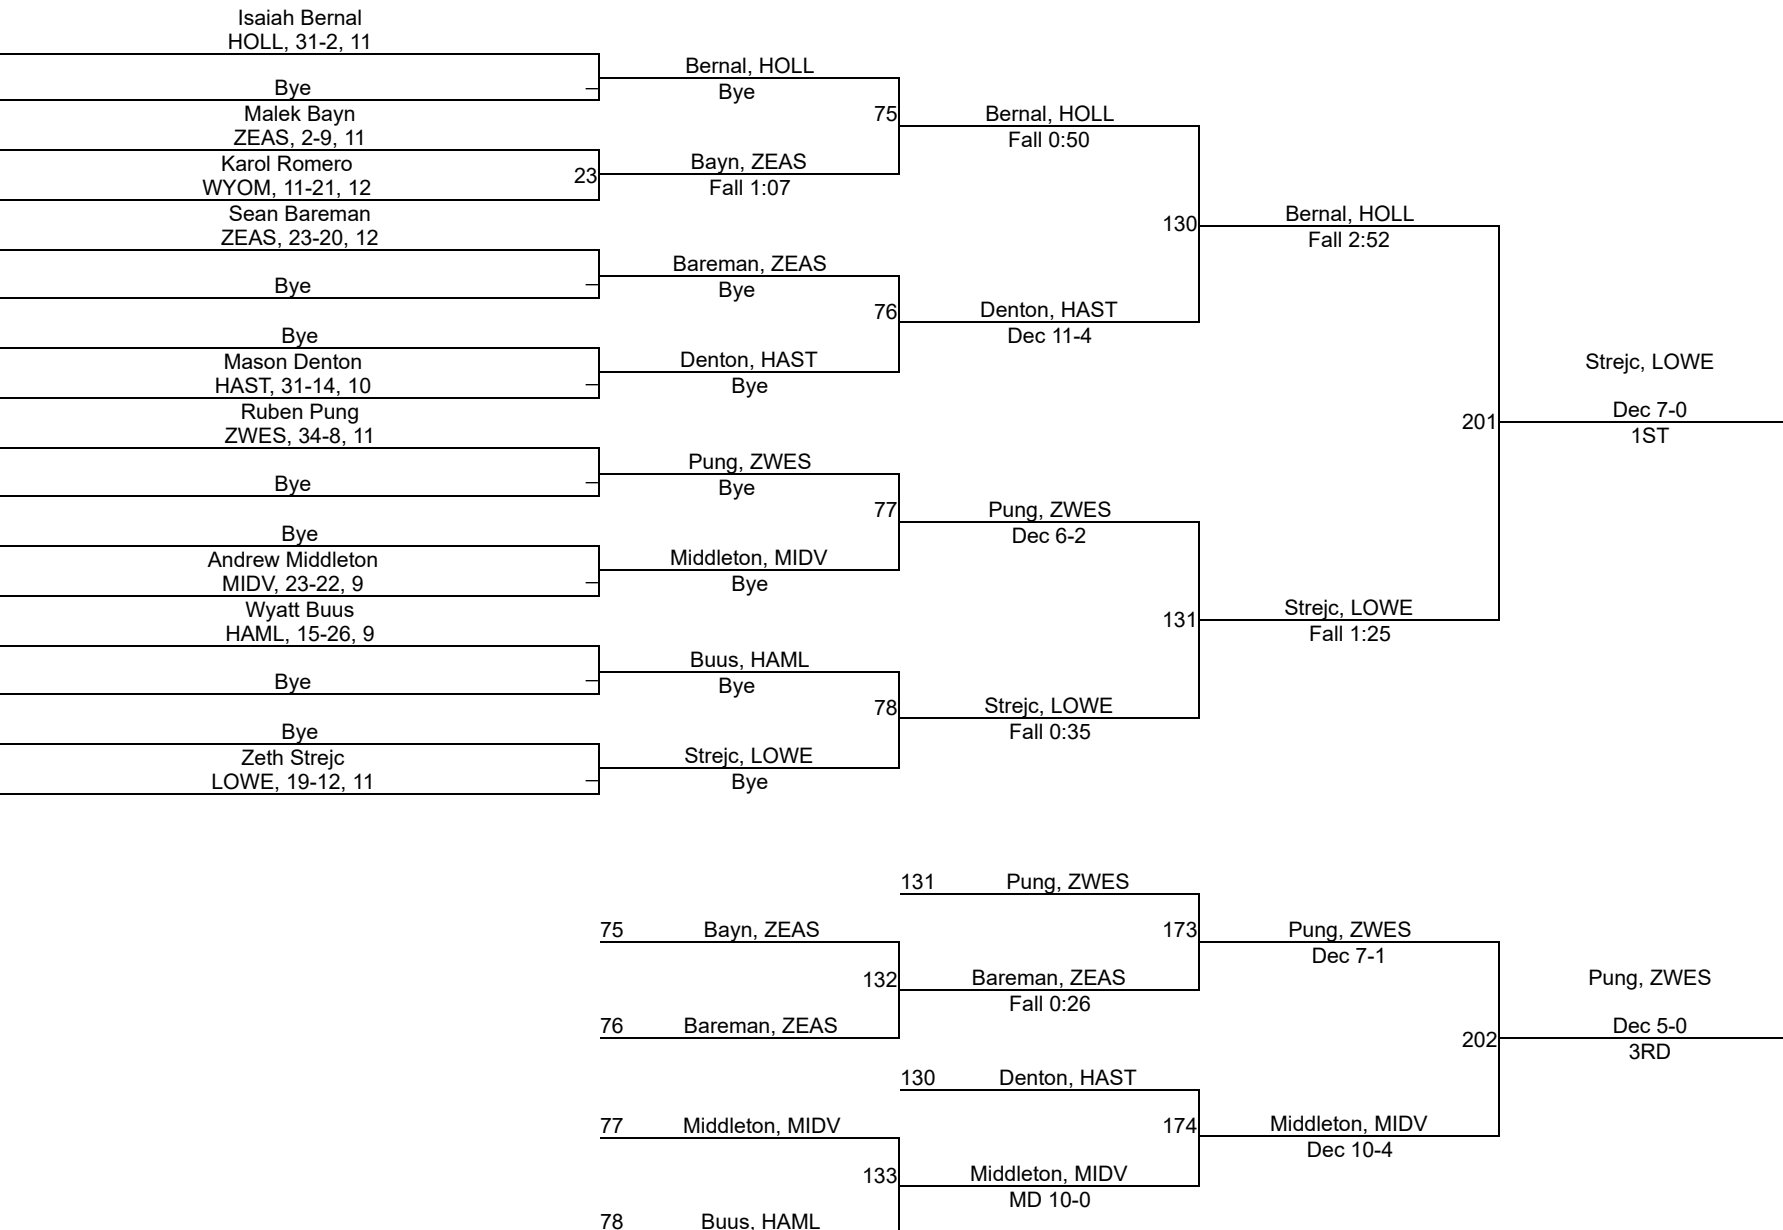 Isaiah Bernal
HOLL, 31-2, 11
Bye
Malek Bayn
ZEAS, 2-9, 11
Karol Romero
WYOM, 11-21, 12
23
Sean Bareman
ZEAS, 23-20, 12
Bye
Bye
Mason Denton
HAST, 31-14, 10
Ruben Pung
ZWES, 34-8, 11
Bye
Bye
Andrew Middleton
MIDV, 23-22, 9
Wyatt Buus
HAML, 15-26, 9
Bye
Bye
Zeth Strejc
LOWE, 19-12, 11
Bernal, HOLL
Bye
75
Bayn, ZEAS
Fall 1:07
Bareman, ZEAS
Bye
76
Denton, HAST
Bye
Pung, ZWES
Bye
77
Middleton, MIDV
Bye
Buus, HAML
Bye
78
Strejc, LOWE
Bye
Bernal, HOLL
Fall 0:50
130
Denton, HAST
Dec 11-4
Pung, ZWES
Dec 6-2
131
Strejc, LOWE
Fall 0:35
Bernal, HOLL
Fall 2:52
201
Strejc, LOWE
Fall 1:25
Strejc, LOWE
Dec 7-0
1ST
131 Pung, ZWES
75 Bayn, ZEAS
173
132
Bareman, ZEAS
Fall 0:26
76 Bareman, ZEAS
Pung, ZWES
Dec 7-1
130 Denton, HAST
77 Middleton, MIDV
174
133
Middleton, MIDV
MD 10-0
78 Buus, HAML
Middleton, MIDV
Dec 10-4
202
Pung, ZWES
Dec 5-0
3RD